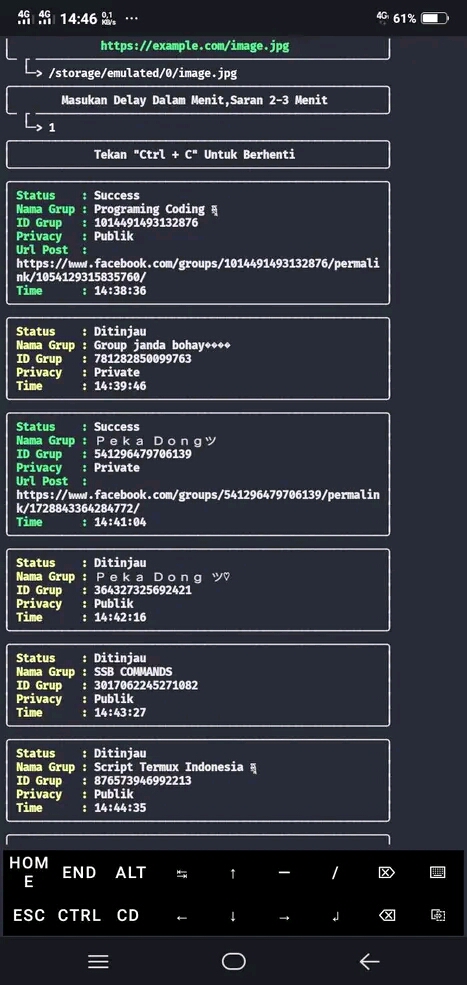 4G 4G 14:46 0,1 KB/s ... 4G 61%
https://example.com/image.jpg
/storage/emulated/0/image.jpg
Masukan Delay Dalam Menit,Saran 2-3 Menit
1
Tekan "Ctrl + C" Untuk Berhenti
Status : Success
Nama Grup : Programing Coding
ID Grup : 1014491493132876
Privacy : Publik
Url Post :
https://www.facebook.com/groups/1014491493132876/permali
nk/1054129315835760/
Time : 14:38:36
Status : Ditinjau
Nama Grup : Group janda bohay����
ID Grup : 781282850099763
Privacy : Private
Time : 14:39:46
Status : Success
Nama Grup : Ｐｅｋａ Ｄｏｎｇツ
ID Grup : 541296479706139
Privacy : Private
Url Post :
https://www.facebook.com/groups/541296479706139/permalin
k/1728843364284772/
Time : 14:41:04
Status : Ditinjau
Nama Grup : Ｐｅｋａ Ｄｏｎｇ ツ♡
ID Grup : 364327325692421
Privacy : Publik
Time : 14:42:16
Status : Ditinjau
Nama Grup : SSB COMMANDS
ID Grup : 3017062245271082
Privacy : Publik
Time : 14:43:27
Status : Ditinjau
Nama Grup : Script Termux Indonesia
ID Grup : 876573946992213
Privacy : Publik
Time : 14:44:35
HOME END ALT ↹ ↑ — / ⌦ ⌨
ESC CTRL CD ← ↓ → ↲ ⌫